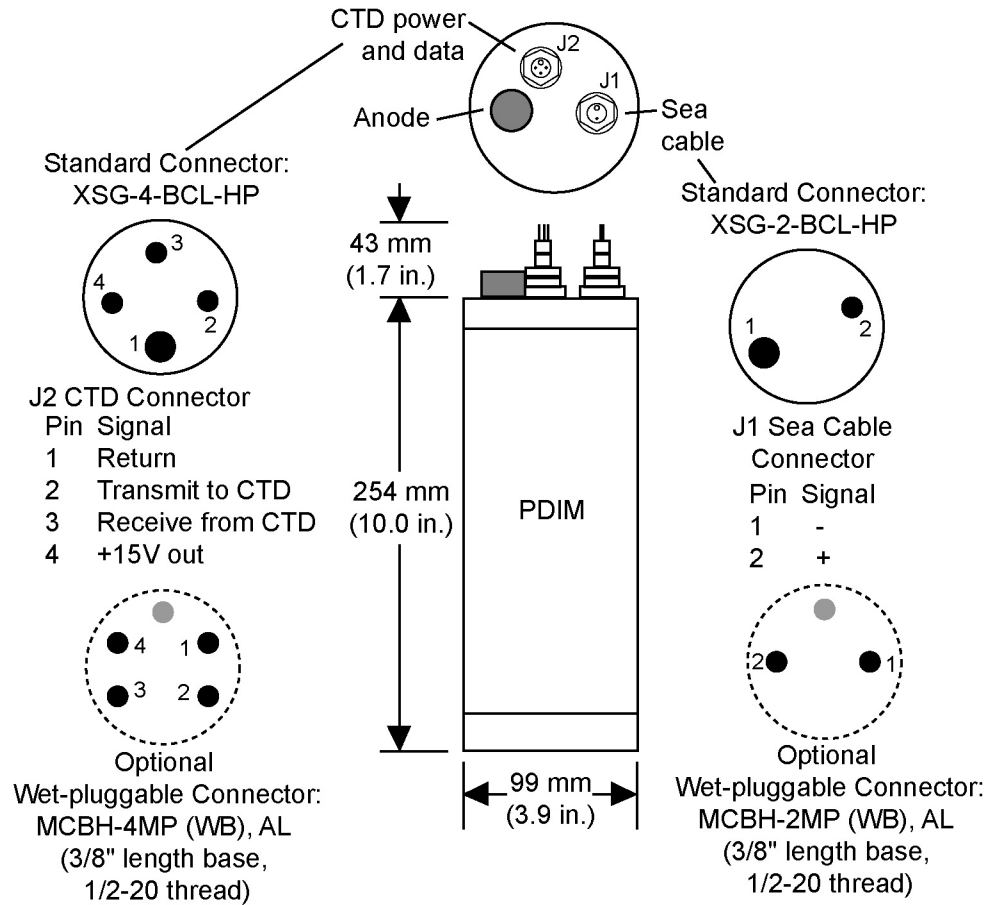 CTD power
and data
J2
J1
Anode
Sea
cable
Standard Connector:
XSG-4-BCL-HP
3
4
2
1
J2 CTD Connector
Pin Signal
1 Return
2 Transmit to CTD
3 Receive from CTD
4 +15V out
4
1
3
2
Optional
Wet-pluggable Connector:
MCBH-4MP (WB), AL
(3/8" length base,
1/2-20 thread)
43 mm
(1.7 in.)
254 mm
(10.0 in.)
PDIM
99 mm
(3.9 in.)
Standard Connector:
XSG-2-BCL-HP
1
2
J1 Sea Cable
Connector
Pin Signal
1 -
2 +
2
1
Optional
Wet-pluggable Connector:
MCBH-2MP (WB), AL
(3/8" length base,
1/2-20 thread)